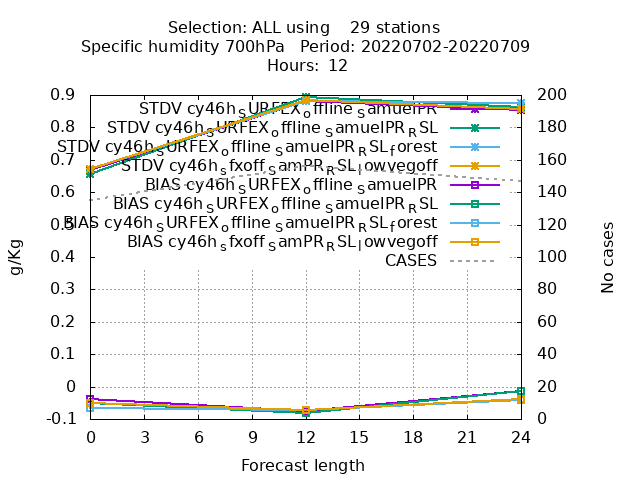 Selection: ALL using 29 stations
Specific humidity 700hPa Period: 20220702-20220709
Hours: 12
0.9
0.8
0.7
0.6
0.5
0.4
0.3
0.2
0.1
0
-0.1
g/Kg
STDV cy46h_SURFEX_offline_SamuelPR
STDV cy46h_SURFEX_offline_SamuelPR_RSL
STDV cy46h_SURFEX_offline_SamuelPR_RSL_forest
STDV cy46h_sfxoff_SamPR_RSL_lowvegoff
BIAS cy46h_SURFEX_offline_SamuelPR
BIAS cy46h_SURFEX_offline_SamuelPR_RSL
BIAS cy46h_SURFEX_offline_SamuelPR_RSL_forest
BIAS cy46h_sfxoff_SamPR_RSL_lowvegoff
CASES
200
180
160
140
120
100
80
60
40
20
0
No cases
0 3 6 9 12 15 18 21 24
Forecast length